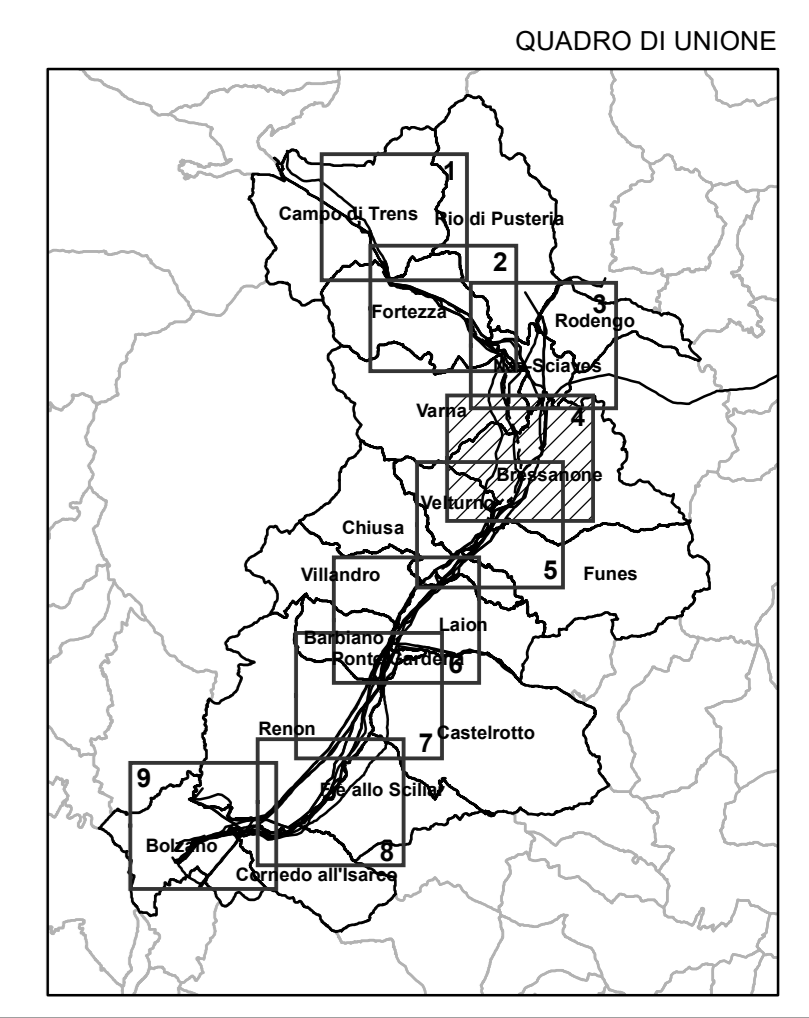 QUADRO DI UNIONE
1
Campo di Trens
Rio di Pusteria
2
3
Fortezza
Rodengo
Naz-Sciaves
Varna
4
Bressanone
Velturno
Chiusa
5
Villandro
Funes
Laion
Barbiano
Ponte Gardena
6
Renon
7
Castelrotto
9
Fie allo Sciliar
Bolzano
8
Cornedo all'Isarco